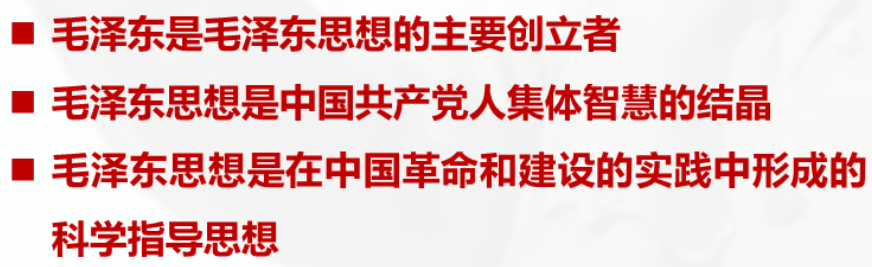 ■ 毛泽东是毛泽东思想的主要创立者
■ 毛泽东思想是中国共产党人集体智慧的结晶
■ 毛泽东思想是在中国革命和建设的实践中形成的
科学指导思想